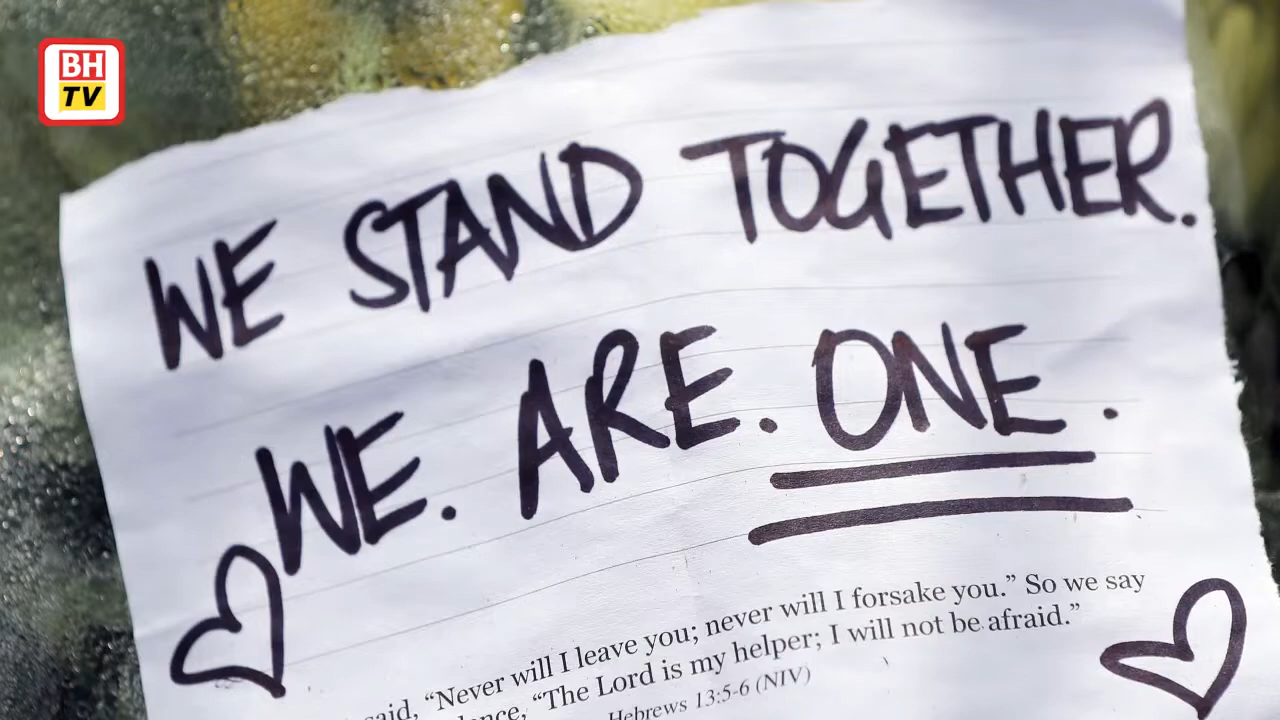 BH
TV
WE STAND TOGETHER.
WE. ARE. ONE.
said, “Never will I leave you; never will I forsake you.” So we say
“The Lord is my helper; I will not be afraid.”
Hebrews 13:5-6 (NIV)